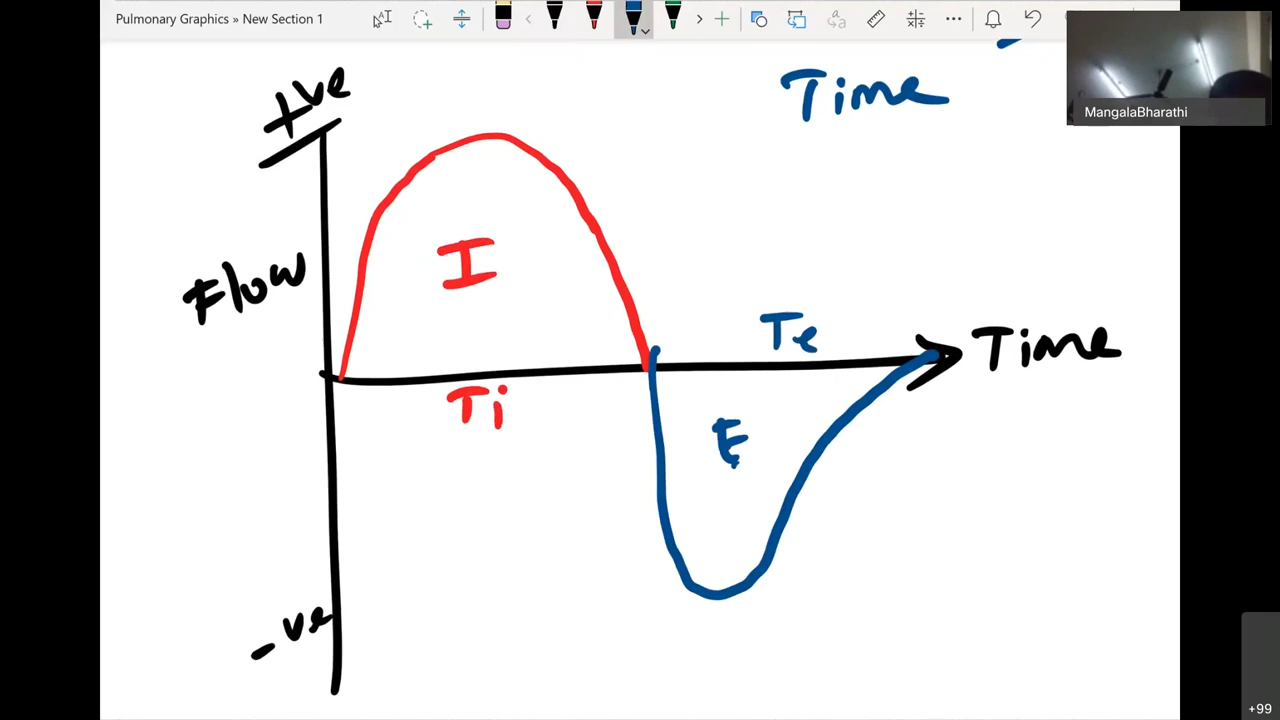 Pulmonary Graphics » New Section 1
Time
MangalaBharathi
+ve
Flow
I
Te
Time
Ti
E
-ve
+99